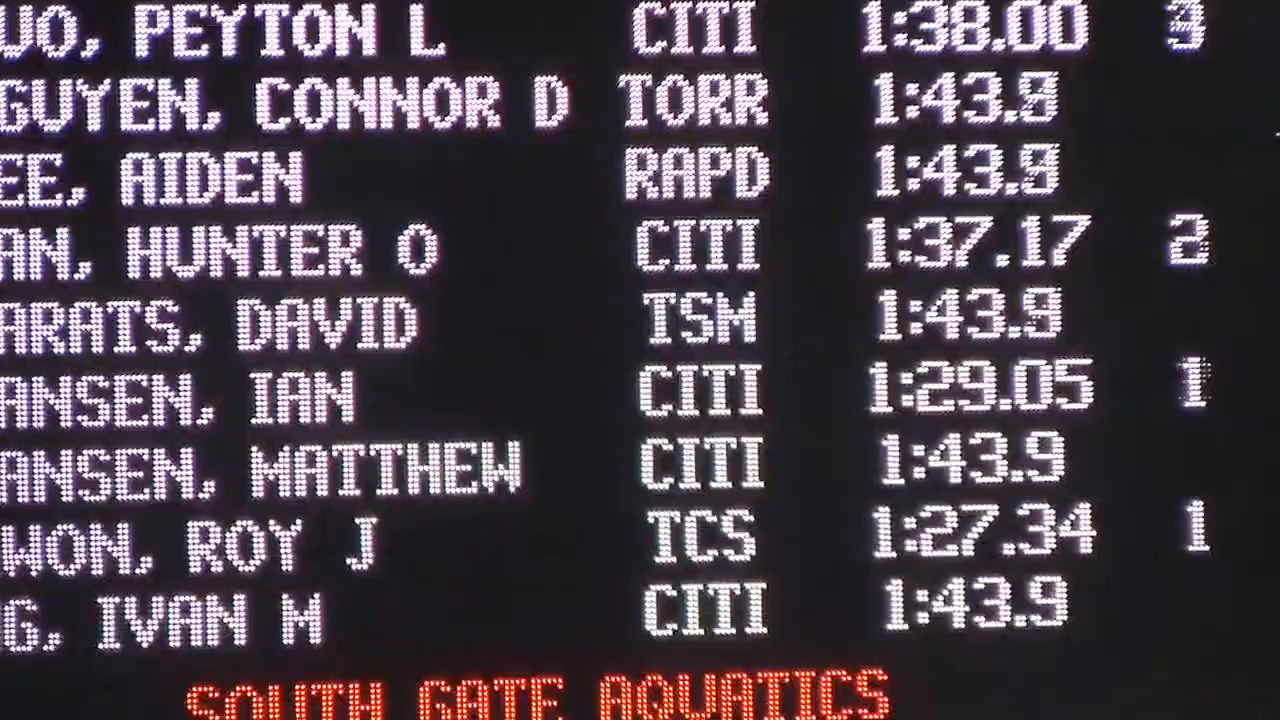 UO, PEYTON L CITI 1:38.00
GUYEN, CONNOR D TORR 1:43.9
EE, AIDEN RAPD 1:43.9
AN, HUNTER O CITI 1:37.17 2
ARATS, DAVID TSM 1:43.9
ANSEN, IAN CITI 1:29.05 1
ANSEN, MATTHEW CITI 1:43.9
WON, ROY J TCS 1:27.34 1
G, IVAN M CITI 1:43.9
SOUTH GATE AQUATICS